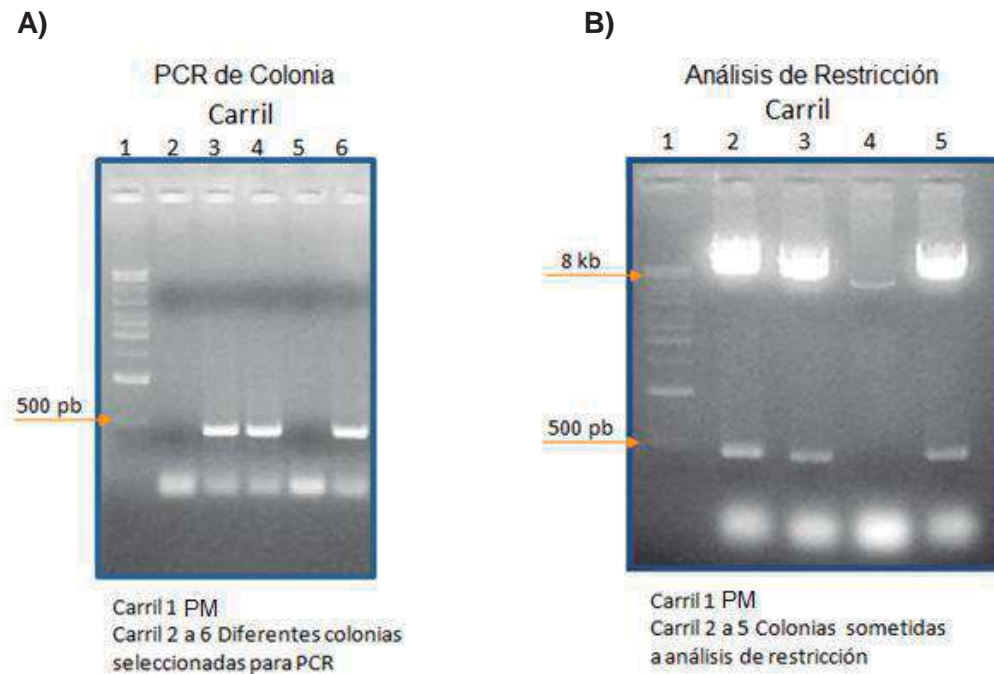 A)
PCR de Colonia
Carril
1 2 3 4 5 6
500 pb
Carril 1 PM
Carril 2 a 6 Diferentes colonias
seleccionadas para PCR
B)
Análisis de Restricción
Carril
1 2 3 4 5
8 kb
500 pb
Carril 1 PM
Carril 2 a 5 Colonias sometidas
a análisis de restricción